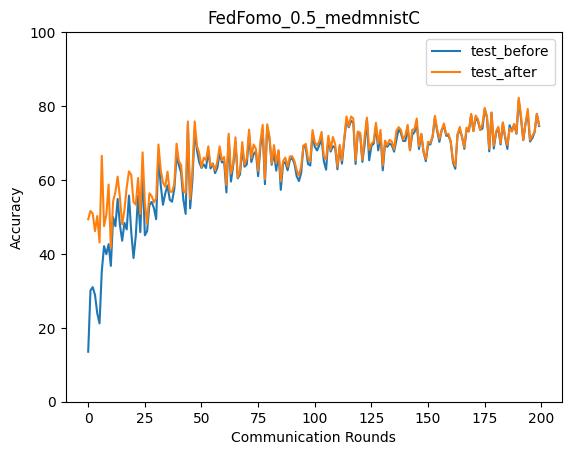 FedFomo_0.5_medmnistC
test_before
test_after
Accuracy
100
80
60
40
20
0
0 25 50 75 100 125 150 175 200
Communication Rounds